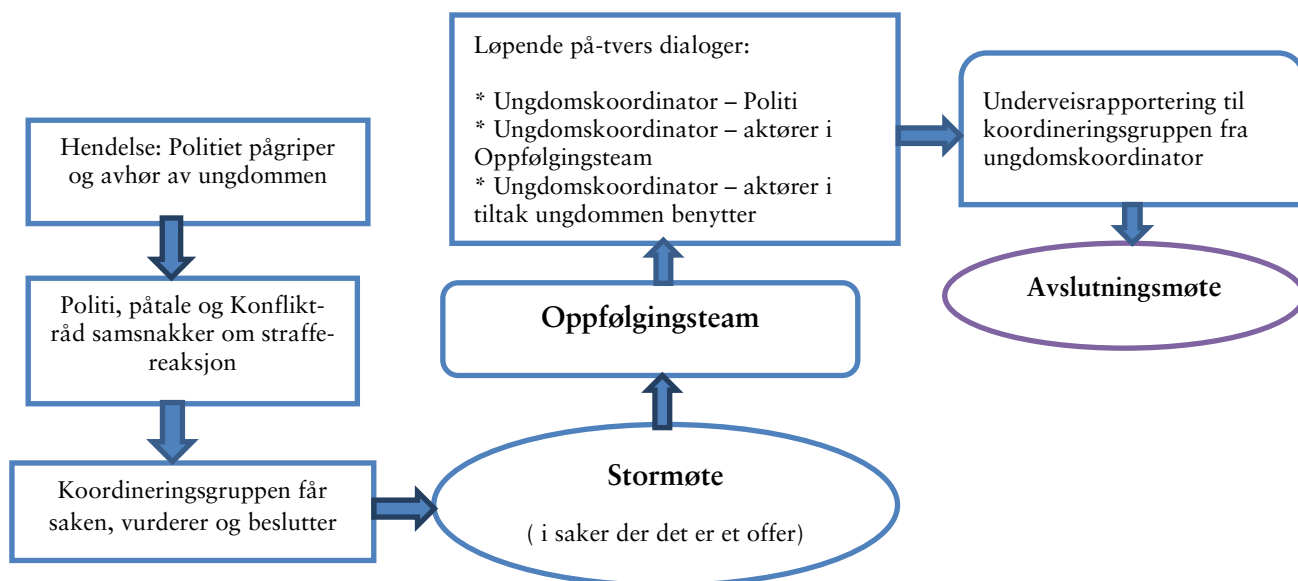 Hendelse: Politiet pågriper
og avhør av ungdommen
Politi, påtale og Konflikt-
råd samsnakker om straffe-
reaksjon
Koordineringsgruppen får
saken, vurderer og beslutter
Stormøte
( i saker der det er et offer)
Oppfølgingsteam
Løpende på-tvers dialoger:
* Ungdomskoordinator – Politi
* Ungdomskoordinator – aktører i
Oppfølgingsteam
* Ungdomskoordinator – aktører i
tiltak ungdommen benytter
Underveisrapportering til
koordineringsgruppen fra
ungdomskoordinator
Avslutningsmøte